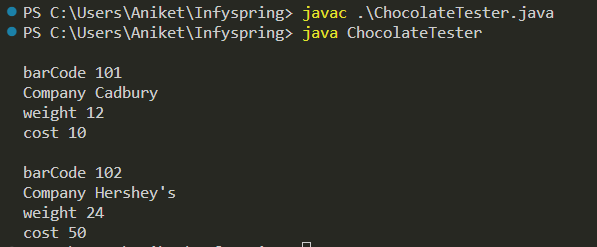 PS C:\Users\Aniket\Infyspring> javac .\ChocolateTester.java
PS C:\Users\Aniket\Infyspring> java ChocolateTester
barCode 101
Company Cadbury
weight 12
cost 10
barCode 102
Company Hershey's
weight 24
cost 50